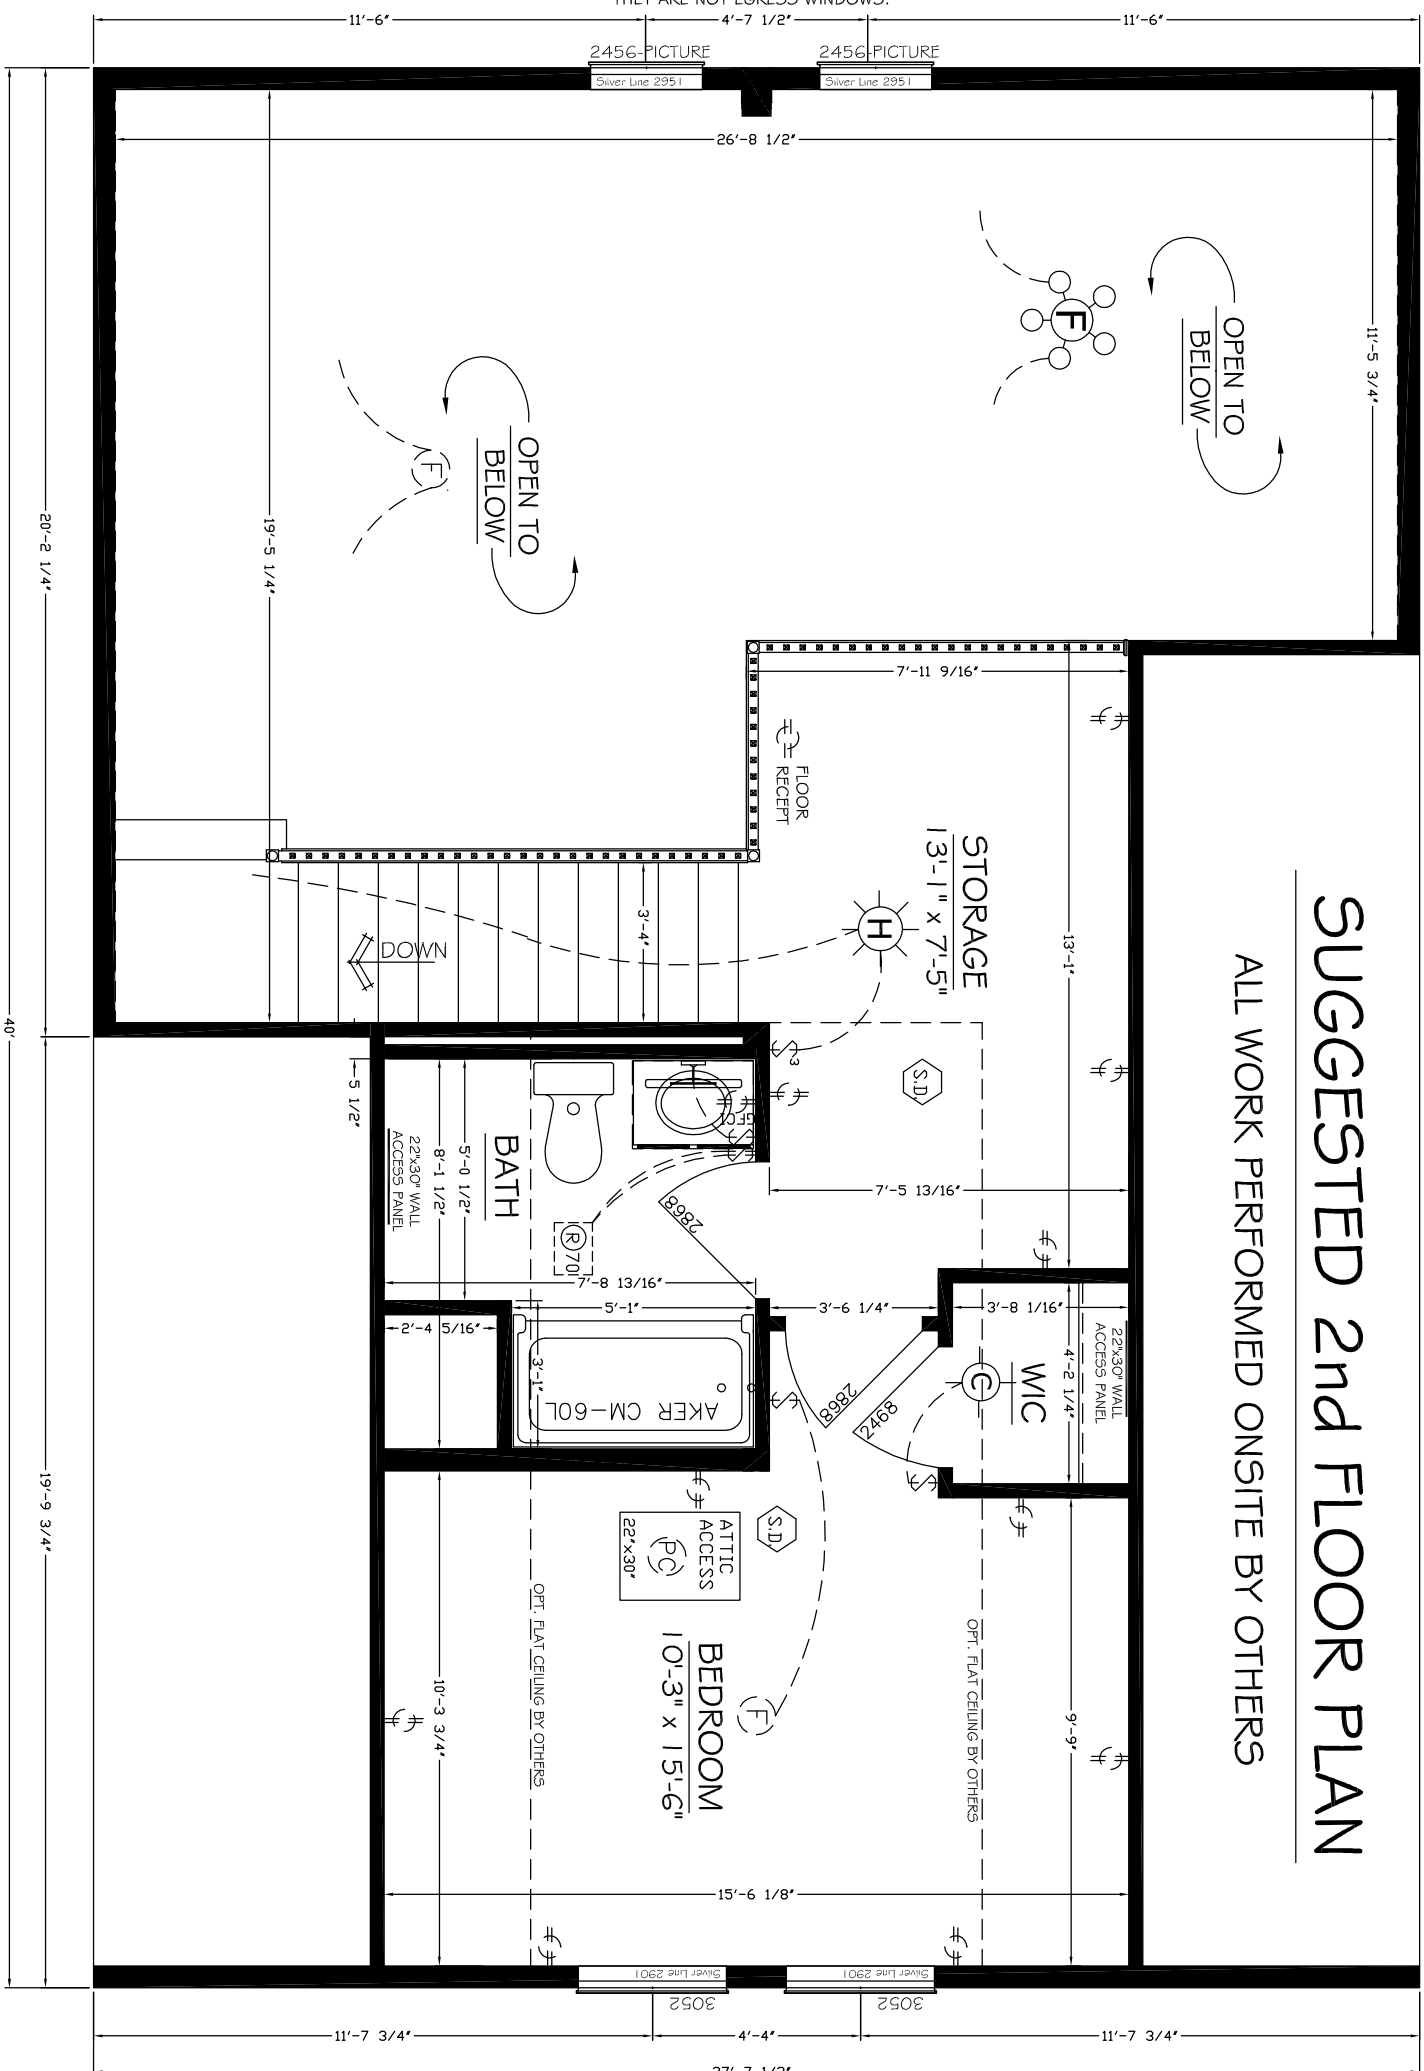 THEY ARE NOT EGRESS WINDOWS.
11'-6"
4'-7 1/2"
11'-6"
2456-PICTURE
2456-PICTURE
Silver Line 2951
Silver Line 2951
26'-8 1/2"
11'-5 3/4"
OPEN TO
BELOW
F
OPEN TO
BELOW
F
19'-5 1/4"
20'-2 1/4"
40'
7'-11 9/16"
FLOOR
RECEPT
STORAGE
13'-1" x 7'-5"
13'-1"
H
3'-4"
DOWN
SUGGESTED 2nd FLOOR PLAN
ALL WORK PERFORMED ONSITE BY OTHERS
S.D.
3
GFCI
5 1/2"
BATH
5'-0 1/2"
8'-1 1/2"
22"x30" WALL
ACCESS PANEL
7'-5 13/16"
2868
R 70
7'-8 13/16"
5'-1"
3'-6 1/4"
3'-8 1/16"
2'-4 5/16"
3'-1"
AKER CM-60L
2868
2468
C
WIC
4'-2 1/4"
22"x30" WALL
ACCESS PANEL
S.D.
ATTIC
ACCESS
PC
22"x30"
BEDROOM
10'-3" x 15'-6"
F
OPT. FLAT CEILING BY OTHERS
OPT. FLAT CEILING BY OTHERS
10'-3 3/4"
9'-9"
19'-9 3/4"
15'-6 1/8"
Silver Line 2901
Silver Line 2901
3052
3052
11'-7 3/4"
4'-4"
11'-7 3/4"
27'-7 1/2"